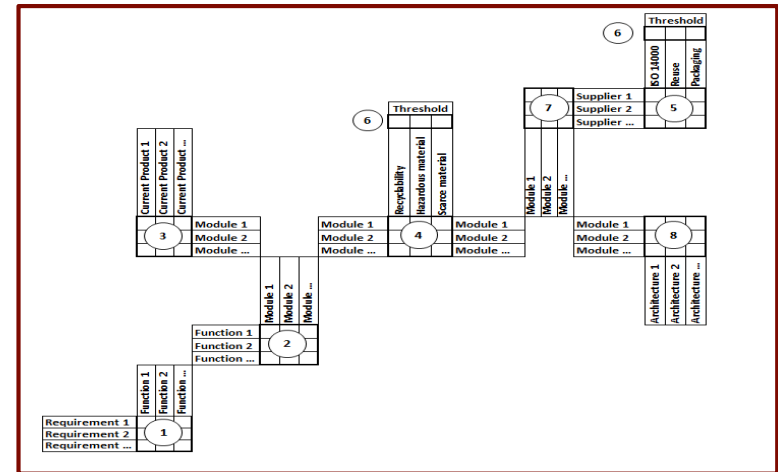 Threshold
6
ISO 14000
Reuse
Packaging
Supplier 1
Supplier 2
Supplier ...
5
7
Module 1
Module 2
Module ...
Threshold
6
Recyclability
Hazardous material
Scarce material
Current Product 1
Current Product 2
Current Product ...
3
Module 1
Module 2
Module ...
Module 1
Module 2
Module ...
4
Module 1
Module 2
Module ...
Module 1
Module 2
Module ...
8
Architecture 1
Architecture 2
Architecture ...
Module 1
Module 2
Module ...
Function 1
Function 2
Function ...
2
Function 1
Function 2
Function ...
Requirement 1
Requirement 2
Requirement ...
1